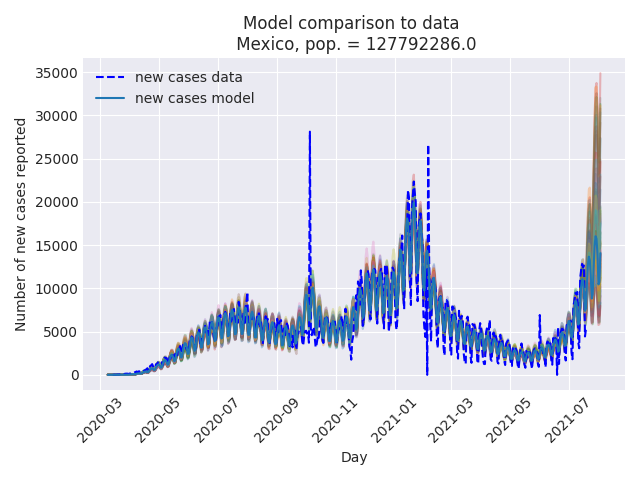 Model comparison to data
Mexico, pop. = 127792286.0
new cases data
new cases model
Number of new cases reported
35000
30000
25000
20000
15000
10000
5000
0
2020-03
2020-05
2020-07
2020-09
2020-11
2021-01
2021-03
2021-05
2021-07
Day